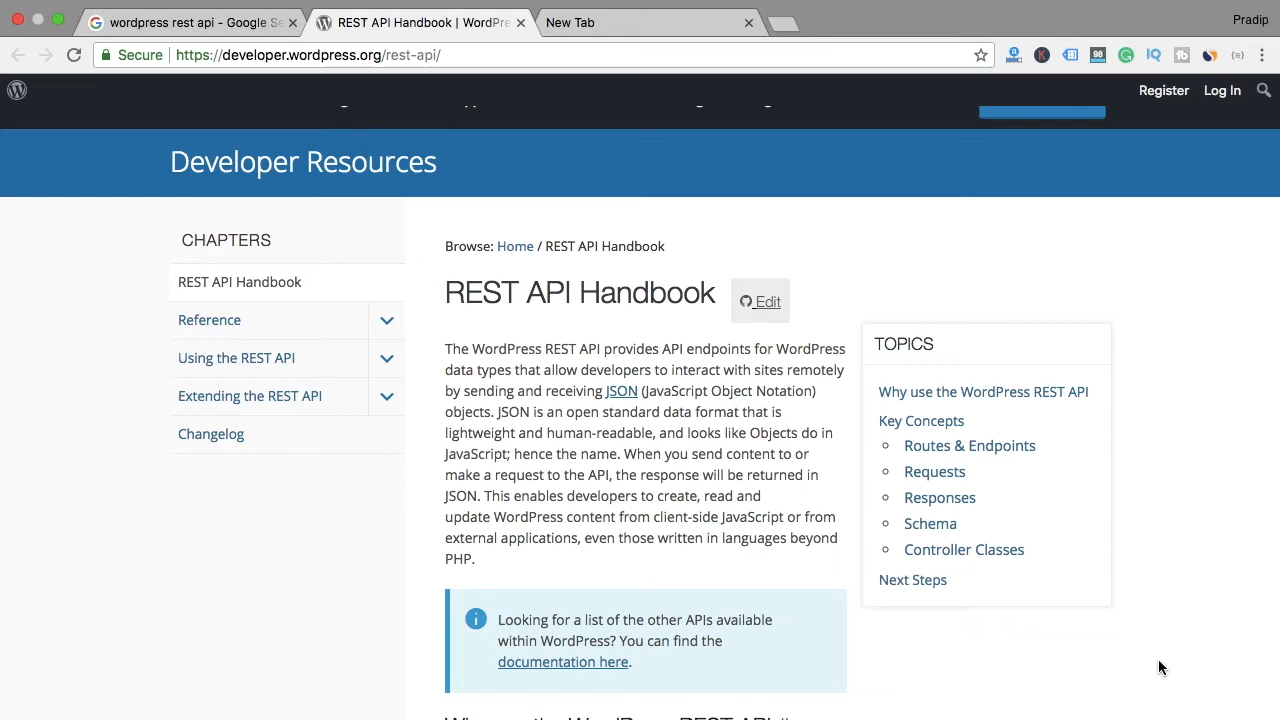 wordpress rest api - Google Se
REST API Handbook | WordPre
New Tab
Pradip
Secure
https://developer.wordpress.org/rest-api/
Register
Log In
Developer Resources
CHAPTERS
REST API Handbook
Reference
Using the REST API
Extending the REST API
Changelog
Browse: Home / REST API Handbook
REST API Handbook
Edit
The WordPress REST API provides API endpoints for WordPress
data types that allow developers to interact with sites remotely
by sending and receiving JSON (JavaScript Object Notation)
objects. JSON is an open standard data format that is
lightweight and human-readable, and looks like Objects do in
JavaScript; hence the name. When you send content to or
make a request to the API, the response will be returned in
JSON. This enables developers to create, read and
update WordPress content from client-side JavaScript or from
external applications, even those written in languages beyond
PHP.
Looking for a list of the other APIs available
within WordPress? You can find the
documentation here.
TOPICS
Why use the WordPress REST API
Key Concepts
Routes & Endpoints
Requests
Responses
Schema
Controller Classes
Next Steps